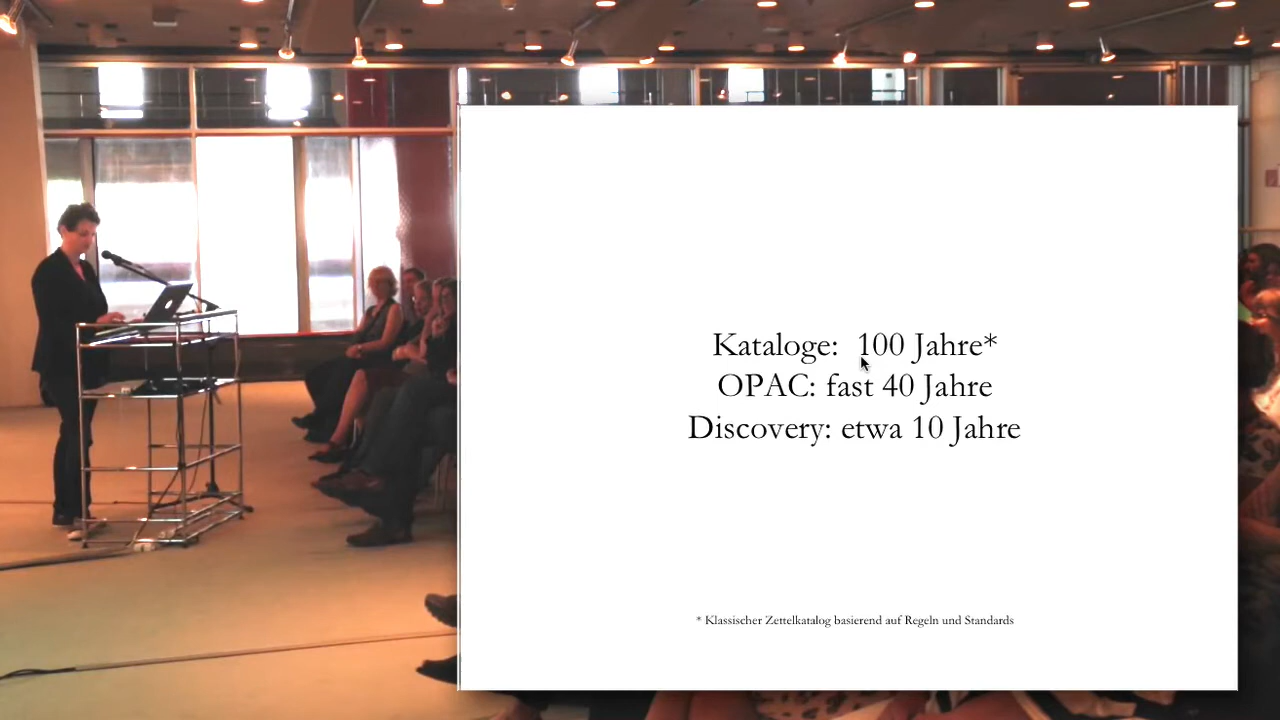 Kataloge:  100 Jahre*
OPAC: fast 40 Jahre
Discovery: etwa 10 Jahre
* Klassischer Zettelkatalog basierend auf Regeln und Standards